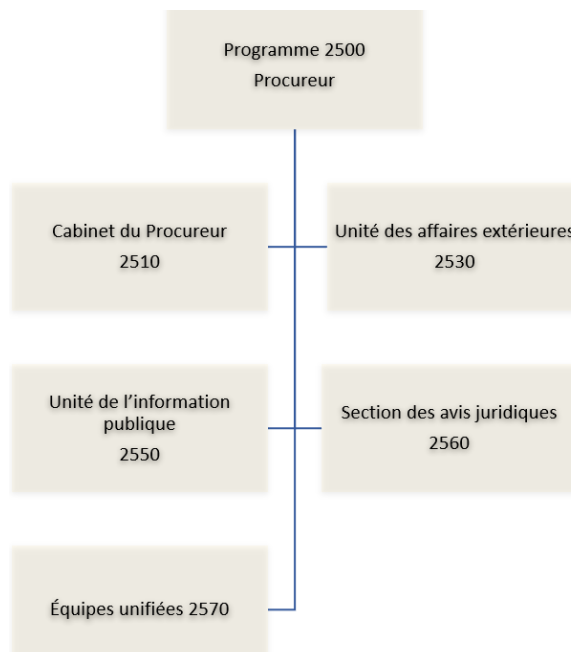 Programme 2500
Procureur
Cabinet du Procureur
2510
Unité des affaires extérieures
2530
Unité de l’information
publique
2550
Section des avis juridiques
2560
Équipes unifiées 2570